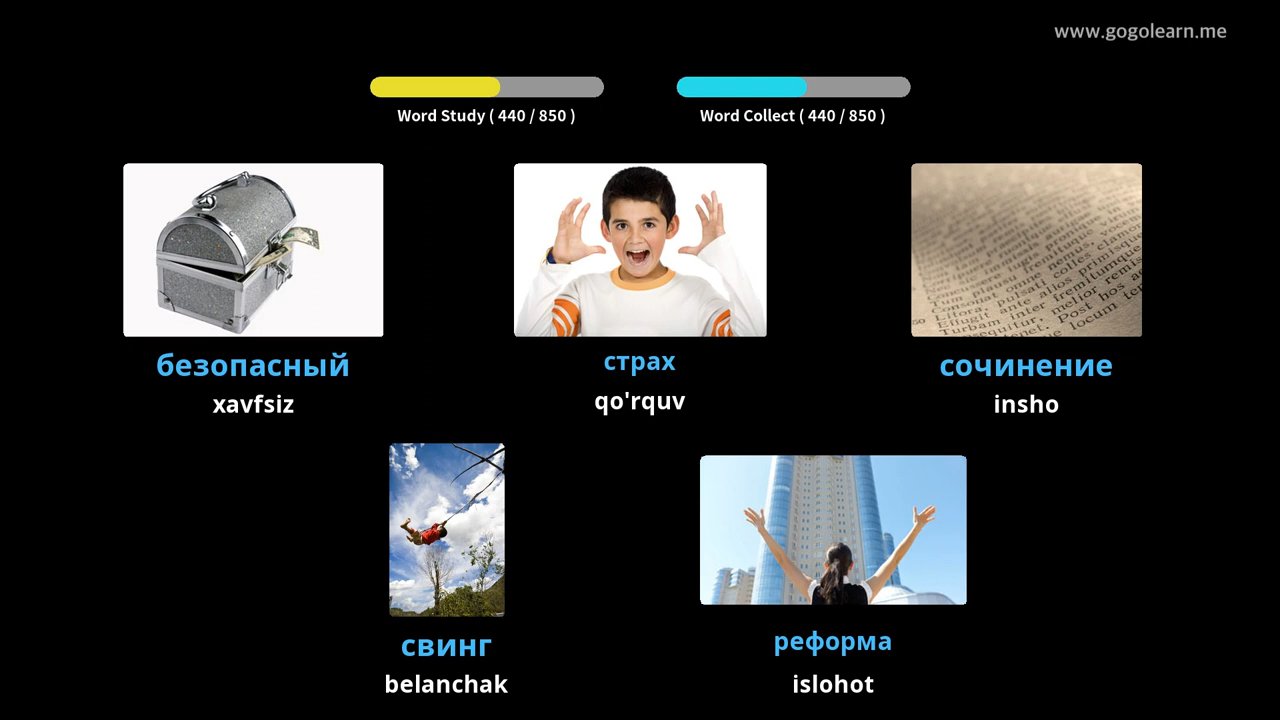 www.gogolearn.me
Word Study ( 440 / 850 )
Word Collect ( 440 / 850 )
безопасный
xavfsiz
страх
qo'rquv
сочинение
insho
свинг
belanchak
реформа
islohot